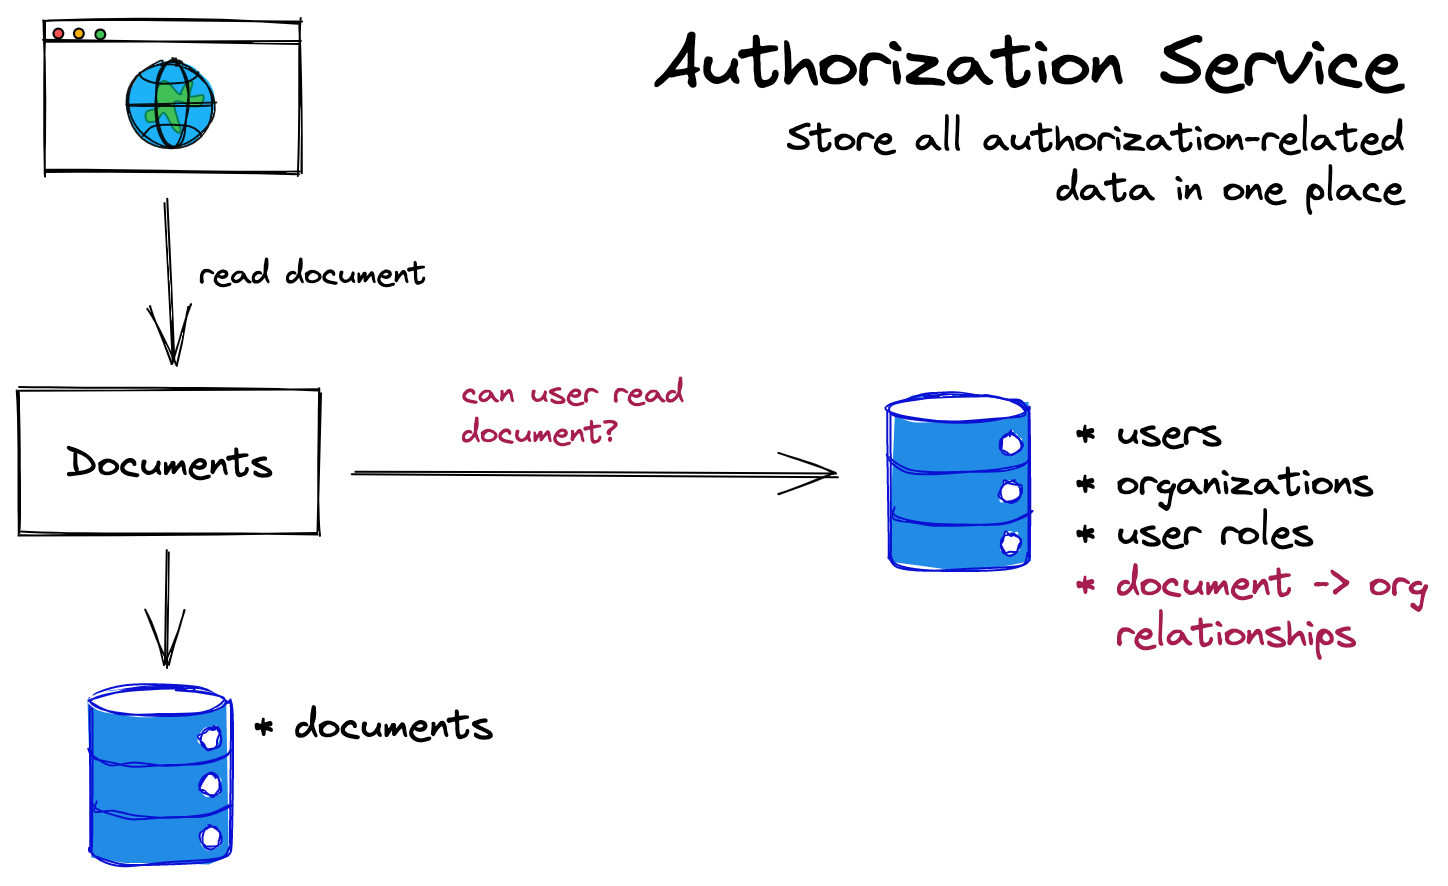 Authorization Service
Store all authorization-related
data in one place
read document
can user read
document?
Documents
* users
* organizations
* user roles
* document -> org
relationships
* documents